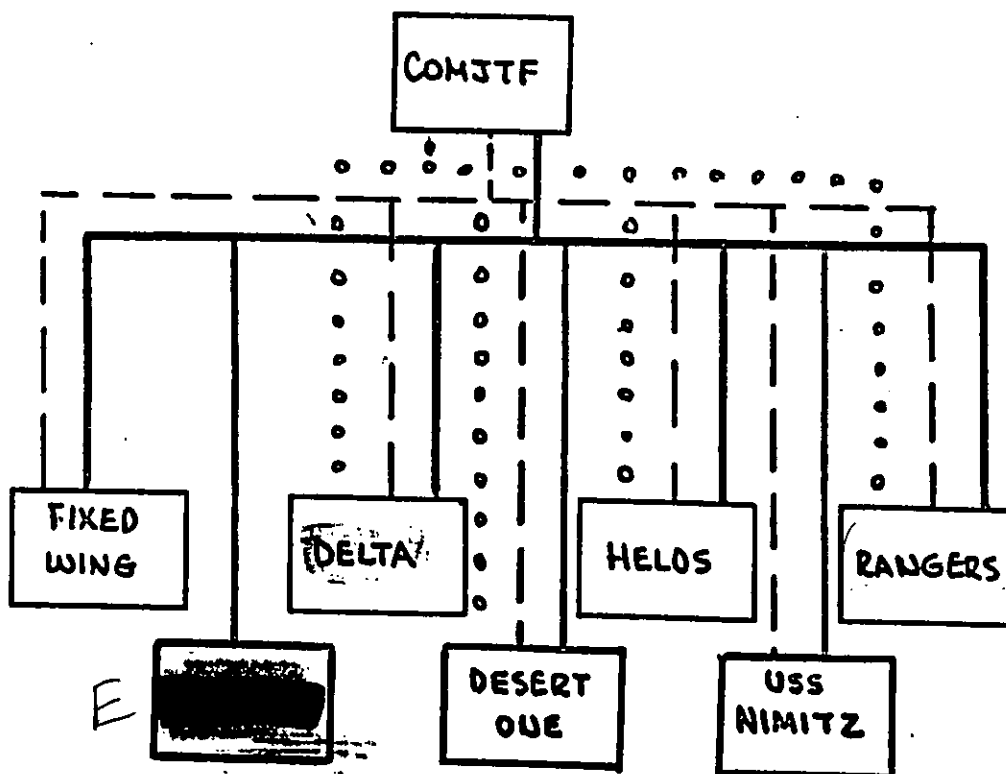 COMJTF
FIXED
WING
DELTA
HELOS
RANGERS
E
DESERT
ONE
USS
NIMITZ